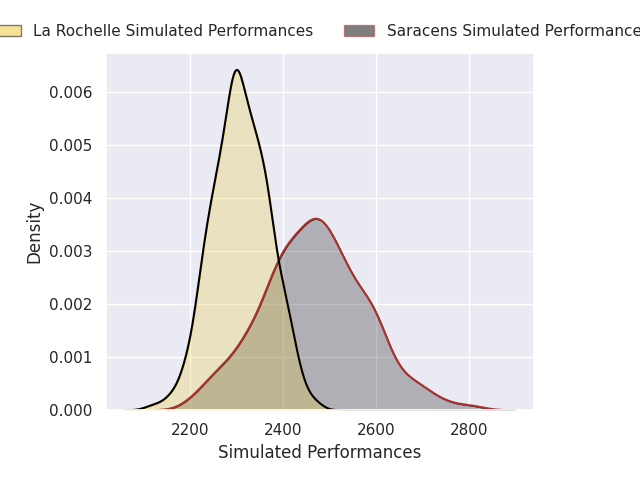 La Rochelle Simulated Performances
Saracens Simulated Performance
0.006
0.005
0.004
0.003
0.002
0.001
0.000
Density
2200 2400 2600 2800
Simulated Performances